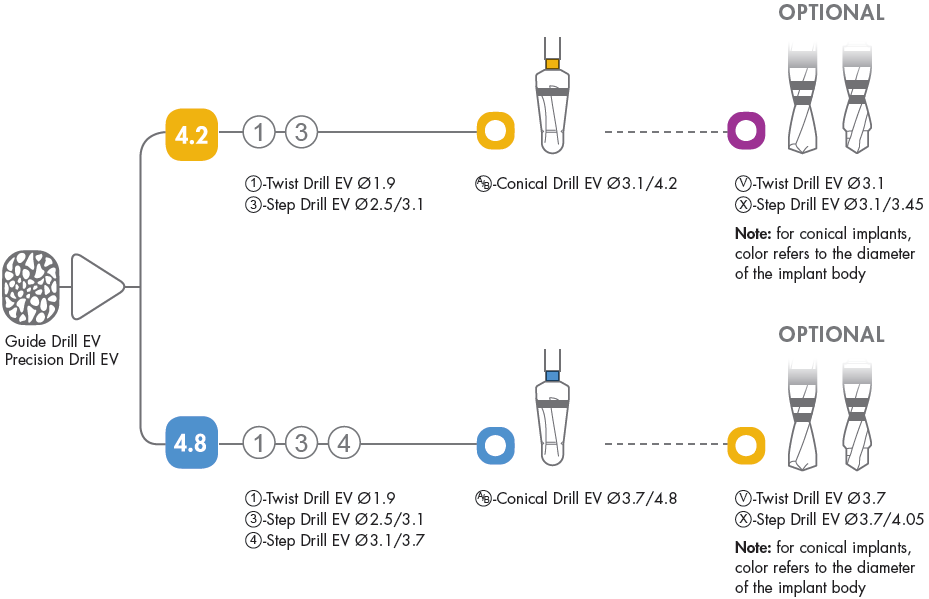 OPTIONAL
4.2
1 3
①-Twist Drill EV Ø1.9
③-Step Drill EV Ø2.5/3.1
A/B-Conical Drill EV Ø3.1/4.2
Ⓥ-Twist Drill EV Ø3.1
Ⓧ-Step Drill EV Ø3.1/3.45
Note: for conical implants,
color refers to the diameter
of the implant body
Guide Drill EV
Precision Drill EV
OPTIONAL
4.8
1 3 4
①-Twist Drill EV Ø1.9
③-Step Drill EV Ø2.5/3.1
④-Step Drill EV Ø3.1/3.7
A/B-Conical Drill EV Ø3.7/4.8
Ⓥ-Twist Drill EV Ø3.7
Ⓧ-Step Drill EV Ø3.7/4.05
Note: for conical implants,
color refers to the diameter
of the implant body